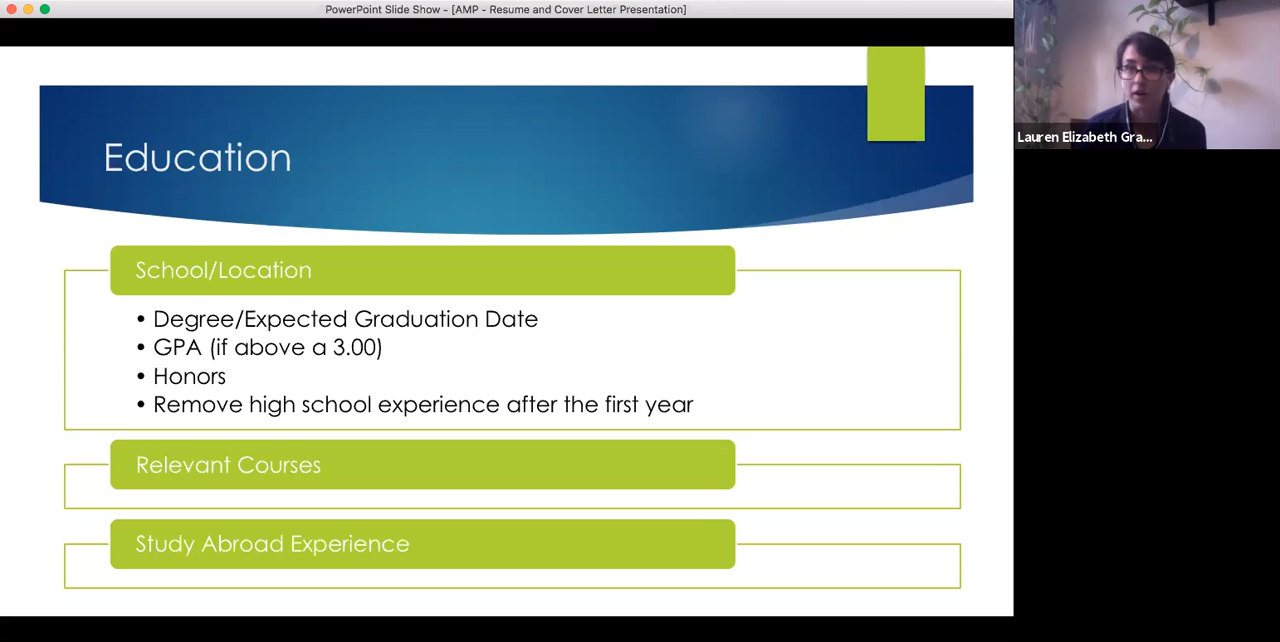 PowerPoint Slide Show - [AMP - Resume and Cover Letter Presentation]
Education
School/Location
• Degree/Expected Graduation Date
• GPA (if above a 3.00)
• Honors
• Remove high school experience after the first year
Relevant Courses
Study Abroad Experience
Lauren Elizabeth Gra...